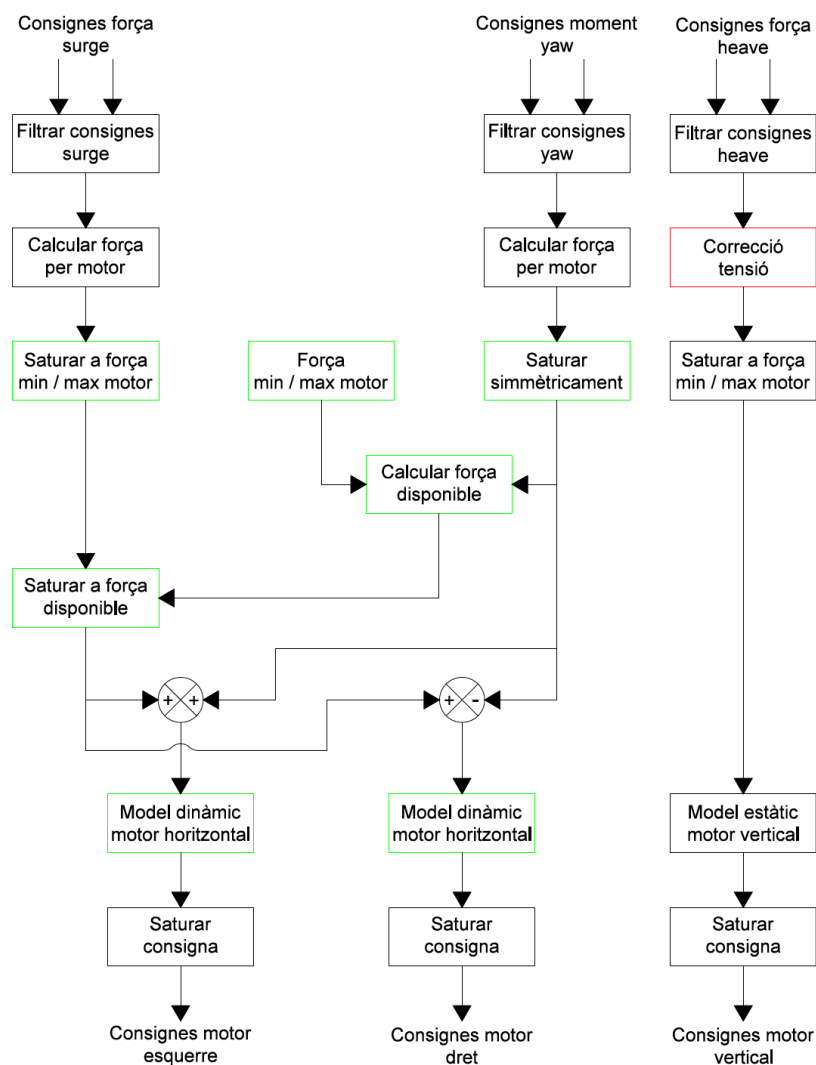 Consignes força
surge
Consignes moment
yaw
Consignes força
heave
Filtrar consignes
surge
Filtrar consignes
yaw
Filtrar consignes
heave
Calcular força
per motor
Calcular força
per motor
Correcció
tensió
Saturar a força
min / max motor
Força
min / max motor
Saturar
simmètricament
Saturar a força
min / max motor
Calcular força
disponible
Saturar a força
disponible
+ +
+ -
Model dinàmic
motor horitzontal
Model dinàmic
motor horitzontal
Model estàtic
motor vertical
Saturar
consigna
Saturar
consigna
Saturar
consigna
Consignes motor
esquerre
Consignes motor
dret
Consignes motor
vertical